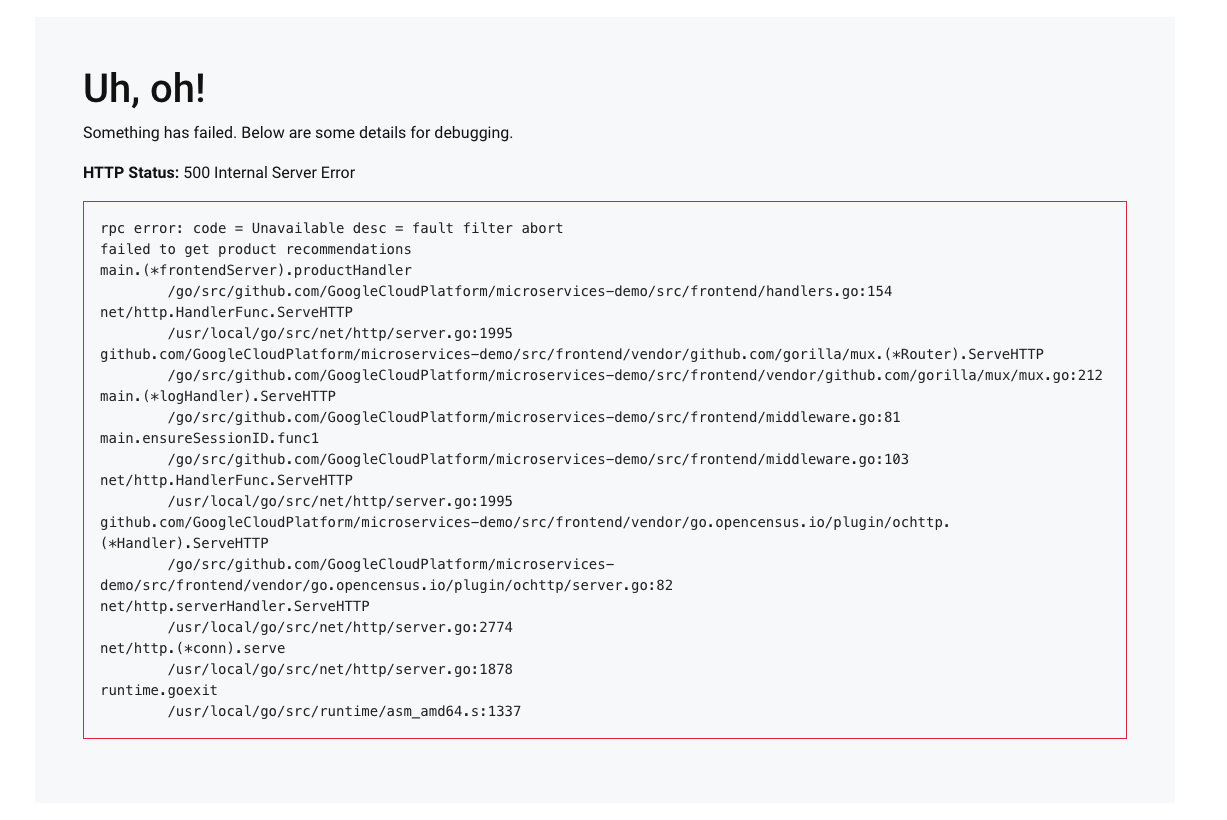 Uh, oh!
Something has failed. Below are some details for debugging.
HTTP Status: 500 Internal Server Error
rpc error: code = Unavailable desc = fault filter abort
failed to get product recommendations
main.(*frontendServer).productHandler
        /go/src/github.com/GoogleCloudPlatform/microservices-demo/src/frontend/handlers.go:154
net/http.HandlerFunc.ServeHTTP
        /usr/local/go/src/net/http/server.go:1995
github.com/GoogleCloudPlatform/microservices-demo/src/frontend/vendor/github.com/gorilla/mux.(*Router).ServeHTTP
        /go/src/github.com/GoogleCloudPlatform/microservices-demo/src/frontend/vendor/github.com/gorilla/mux/mux.go:212
main.(*logHandler).ServeHTTP
        /go/src/github.com/GoogleCloudPlatform/microservices-demo/src/frontend/middleware.go:81
main.ensureSessionID.func1
        /go/src/github.com/GoogleCloudPlatform/microservices-demo/src/frontend/middleware.go:103
net/http.HandlerFunc.ServeHTTP
        /usr/local/go/src/net/http/server.go:1995
github.com/GoogleCloudPlatform/microservices-demo/src/frontend/vendor/go.opencensus.io/plugin/ochttp.
(*Handler).ServeHTTP
        /go/src/github.com/GoogleCloudPlatform/microservices-
demo/src/frontend/vendor/go.opencensus.io/plugin/ochttp/server.go:82
net/http.serverHandler.ServeHTTP
        /usr/local/go/src/net/http/server.go:2774
net/http.(*conn).serve
        /usr/local/go/src/net/http/server.go:1878
runtime.goexit
        /usr/local/go/src/runtime/asm_amd64.s:1337